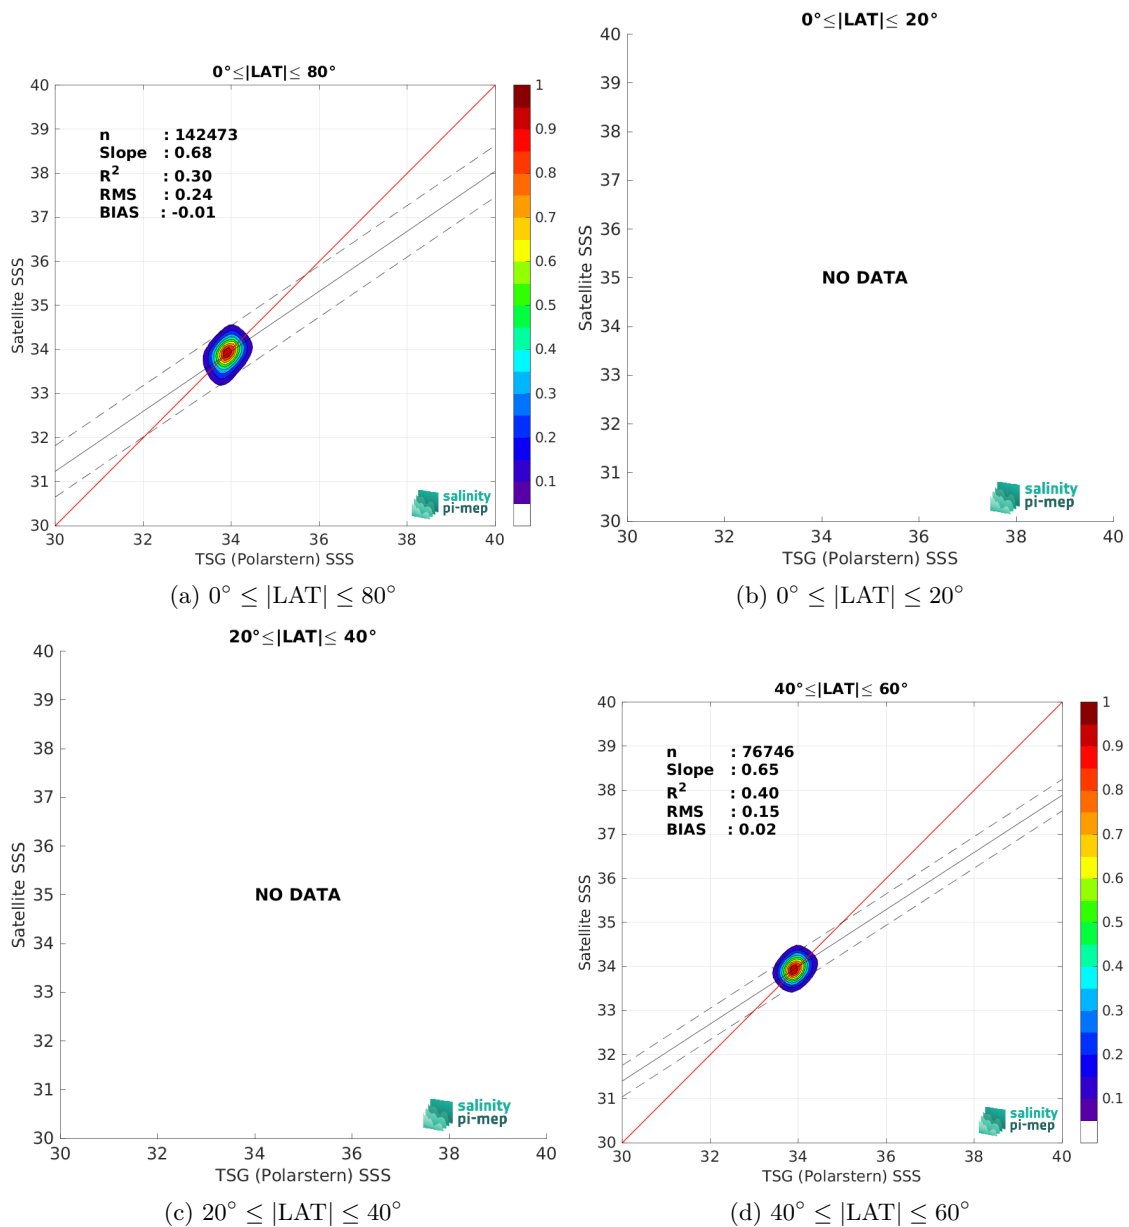 0°≤|LAT|≤ 80°
40
39
38
37
36
35
34
33
32
31
30
Satellite SSS
n : 142473
Slope : 0.68
R² : 0.30
RMS : 0.24
BIAS : -0.01
salinity
pi-mep
30 32 34 36 38 40
TSG (Polarstern) SSS
1
0.9
0.8
0.7
0.6
0.5
0.4
0.3
0.2
0.1
(a) 0° ≤ |LAT| ≤ 80°
0°≤|LAT|≤ 20°
40
39
38
37
36
35
34
33
32
31
30
Satellite SSS
NO DATA
salinity
pi-mep
30 32 34 36 38 40
TSG (Polarstern) SSS
(b) 0° ≤ |LAT| ≤ 20°
20°≤|LAT|≤ 40°
40
39
38
37
36
35
34
33
32
31
30
Satellite SSS
NO DATA
salinity
pi-mep
30 32 34 36 38 40
TSG (Polarstern) SSS
(c) 20° ≤ |LAT| ≤ 40°
40°≤|LAT|≤ 60°
40
39
38
37
36
35
34
33
32
31
30
Satellite SSS
n : 76746
Slope : 0.65
R² : 0.40
RMS : 0.15
BIAS : 0.02
salinity
pi-mep
30 32 34 36 38 40
TSG (Polarstern) SSS
1
0.9
0.8
0.7
0.6
0.5
0.4
0.3
0.2
0.1
(d) 40° ≤ |LAT| ≤ 60°